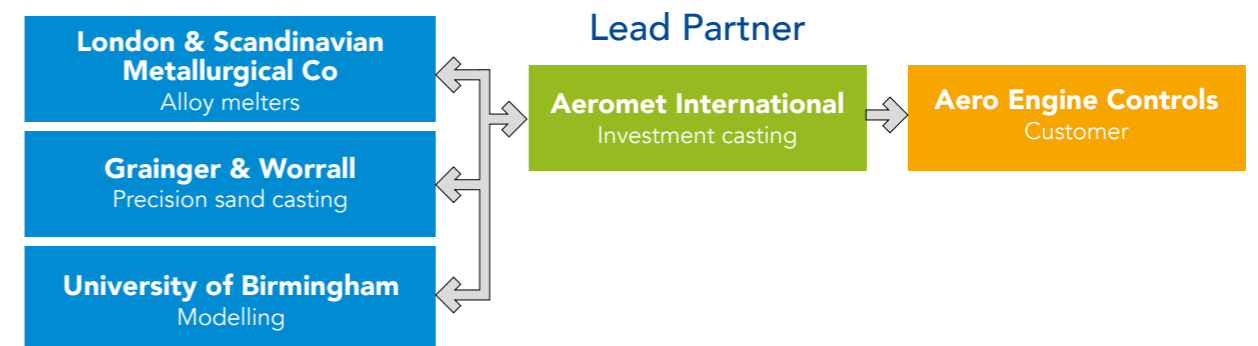 Lead Partner
London & Scandinavian
Metallurgical Co
Alloy melters
Grainger & Worrall
Precision sand casting
University of Birmingham
Modelling
Aeromet International
Investment casting
Aero Engine Controls
Customer